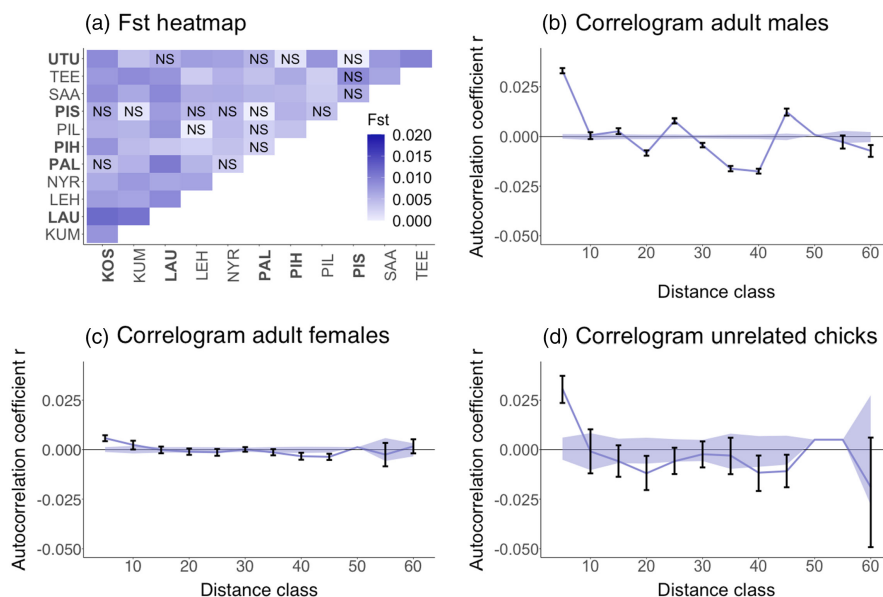 (a) Fst heatmap
UTU NS NS NS NS
TEE NS
SAA NS
PIS NS NS NS NS NS NS
PIL NS NS
PIH NS
PAL NS NS
NYR
LEH
LAU
KUM
KOS KUM LAU LEH NYR PAL PIH PIL PIS SAA TEE
Fst
0.020
0.015
0.010
0.005
0.000
(b) Correlogram adult males
Autocorrelation coefficient r
0.025
0.000
-0.025
-0.050
10 20 30 40 50 60
Distance class
(c) Correlogram adult females
Autocorrelation coefficient r
0.025
0.000
-0.025
-0.050
10 20 30 40 50 60
Distance class
(d) Correlogram unrelated chicks
Autocorrelation coefficient r
0.025
0.000
-0.025
-0.050
10 20 30 40 50 60
Distance class